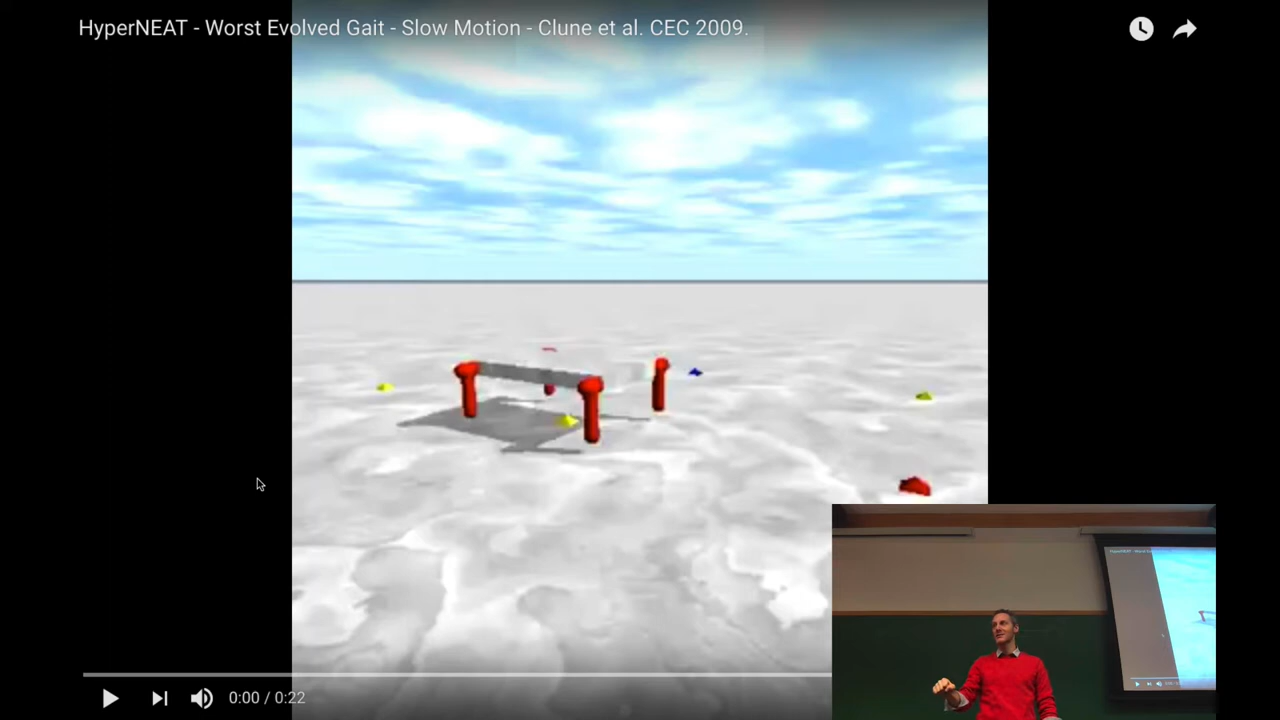 HyperNEAT - Worst Evolved Gait - Slow Motion - Clune et al. CEC 2009.
0:00 / 0:22